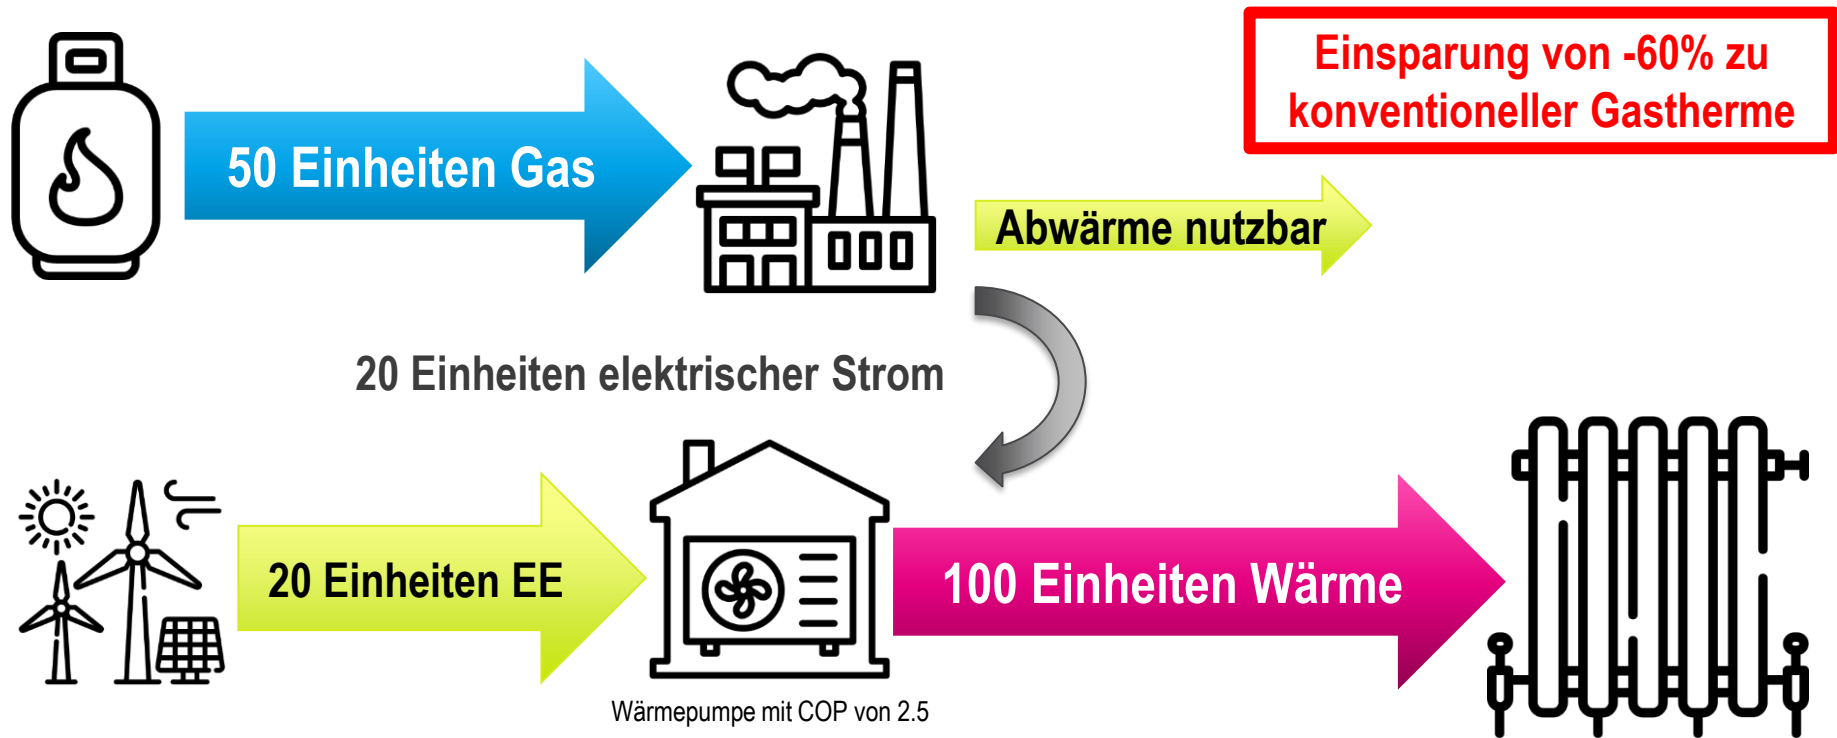 Einsparung von -60% zu
konventioneller Gastherme
50 Einheiten Gas
Abwärme nutzbar
20 Einheiten elektrischer Strom
20 Einheiten EE
100 Einheiten Wärme
Wärmepumpe mit COP von 2.5